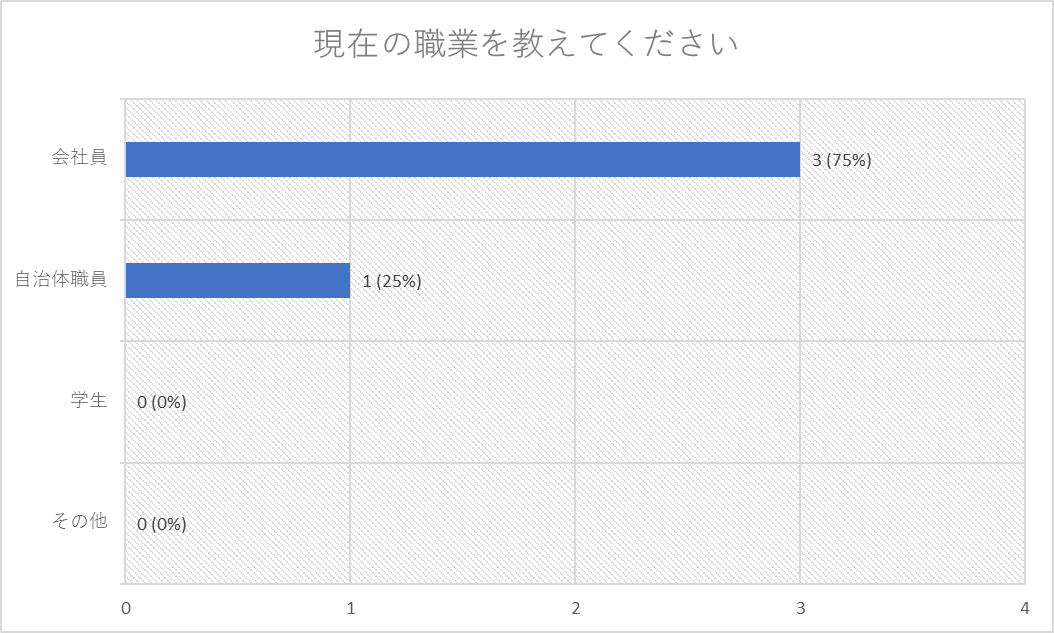 現在の職業を教えてください
会社員
3 (75%)
自治体職員
1 (25%)
学生
0 (0%)
その他
0 (0%)
0 1 2 3 4